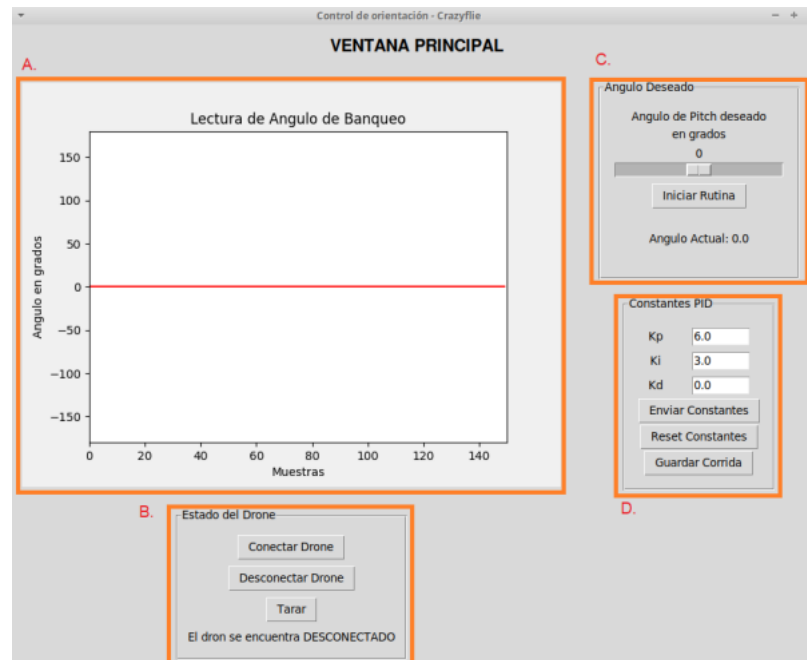 Control de orientación - Crazyflie
VENTANA PRINCIPAL
A.
Lectura de Angulo de Banqueo
Angulo en grados
150
100
50
0
−50
−100
−150
0 20 40 60 80 100 120 140
Muestras
B.
Estado del Drone
Conectar Drone
Desconectar Drone
Tarar
El dron se encuentra DESCONECTADO
C.
Angulo Deseado
Angulo de Pitch deseado
en grados
0
Iniciar Rutina
Angulo Actual: 0.0
Constantes PID
Kp 6.0
Ki 3.0
Kd 0.0
Enviar Constantes
Reset Constantes
Guardar Corrida
D.